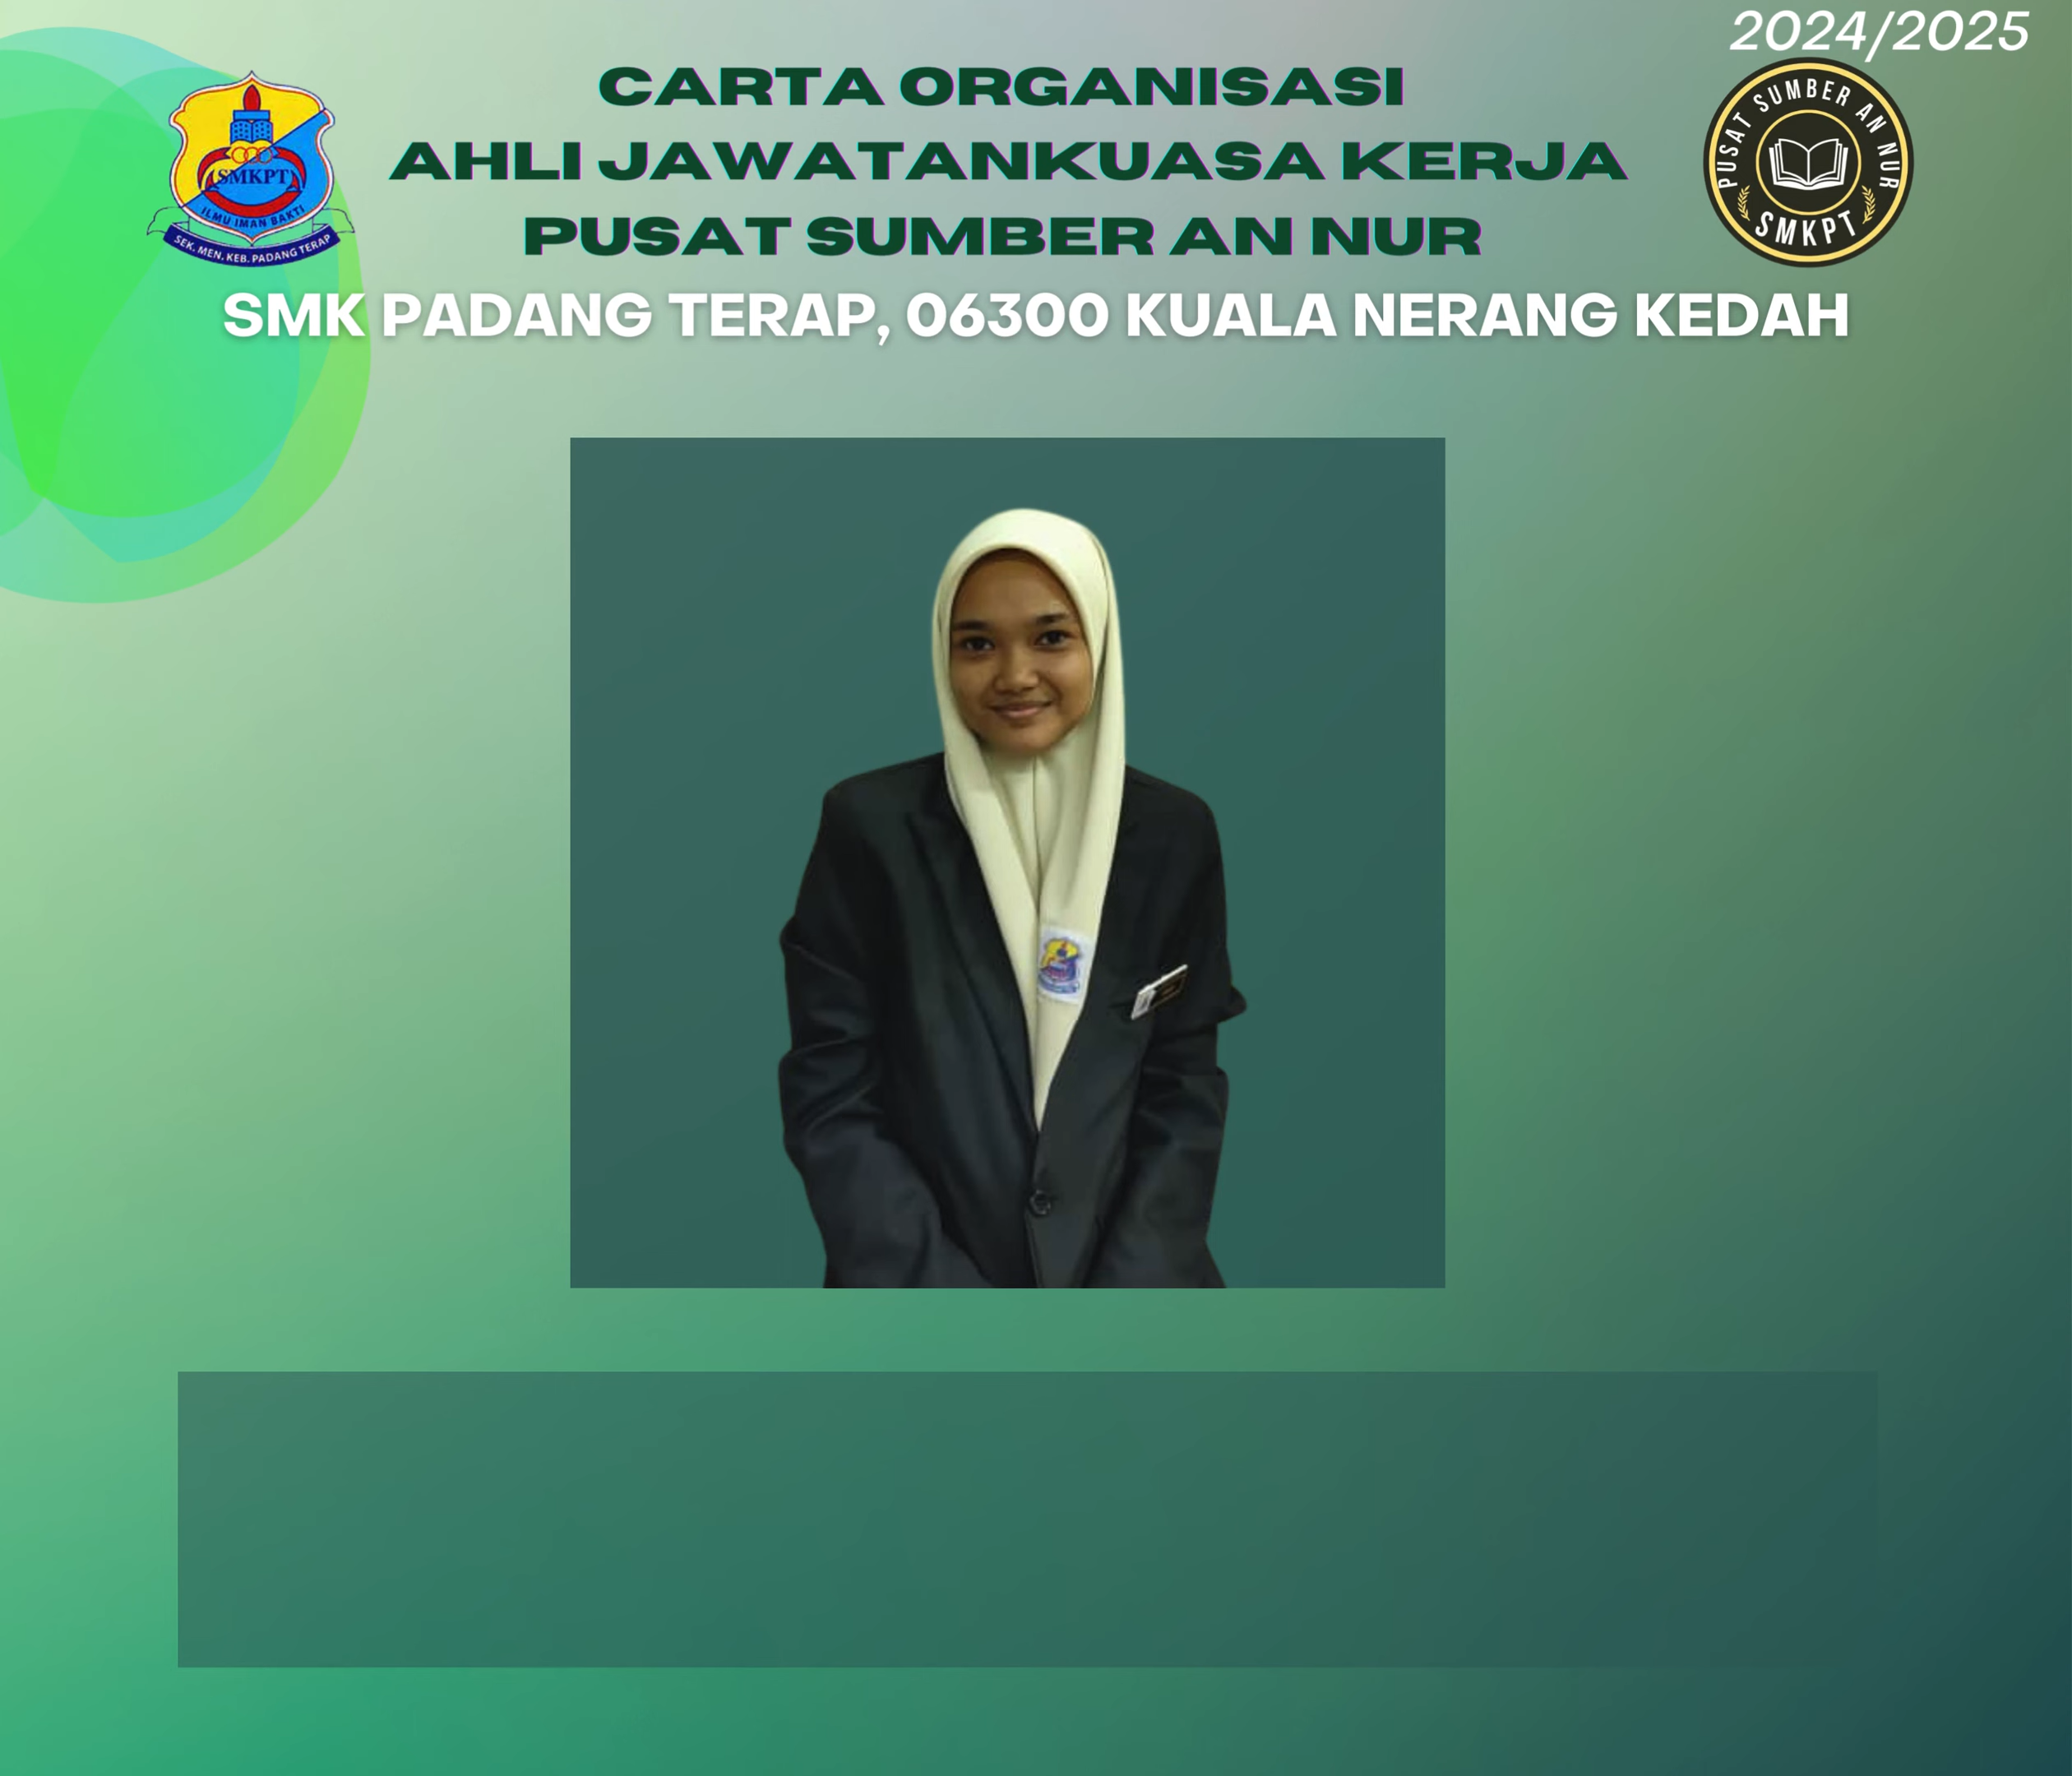 2024/2025
CARTA ORGANISASI
AHLI JAWATANKUASA KERJA
PUSAT SUMBER AN NUR
SMK PADANG TERAP, 06300 KUALA NERANG KEDAH
SMKPT
ILMU IMAN BAKTI
SEK. MEN. KEB. PADANG TERAP
PUSAT SUMBER AN NUR
SMKPT